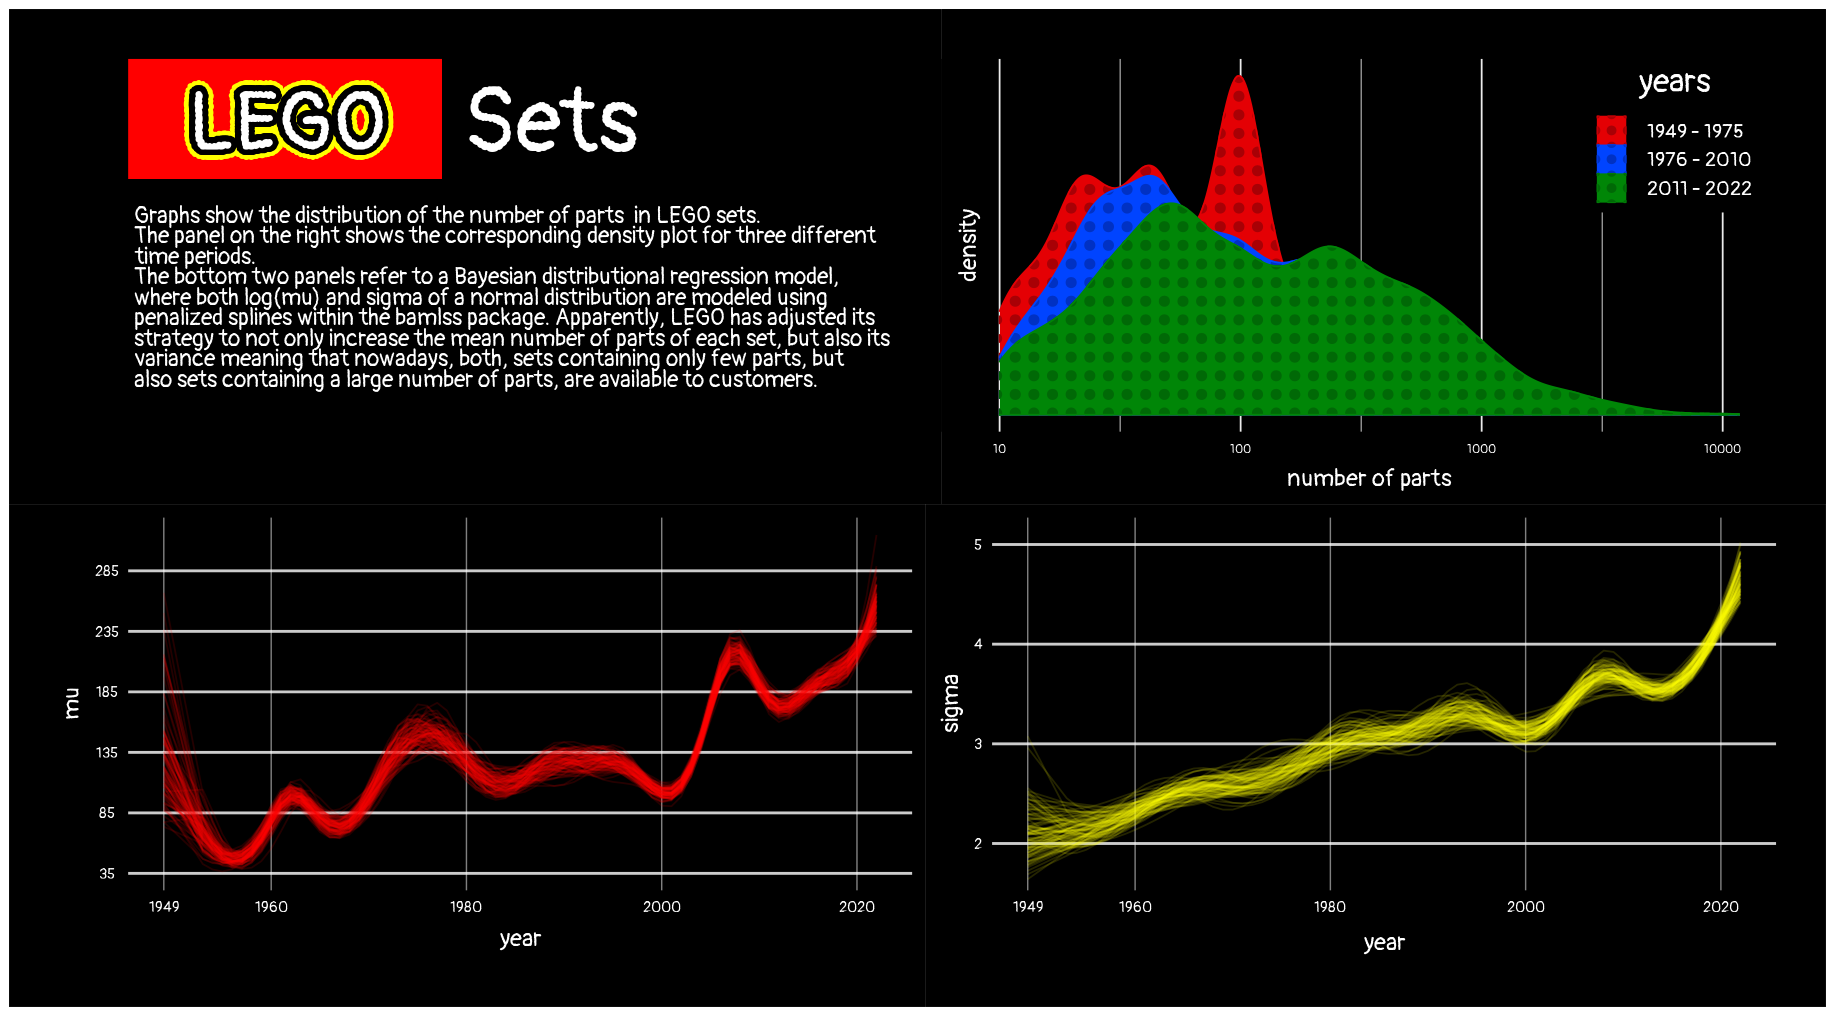 LEGO Sets
Graphs show the distribution of the number of parts  in LEGO sets.
The panel on the right shows the corresponding density plot for three different
time periods.
The bottom two panels refer to a Bayesian distributional regression model,
where both log(mu) and sigma of a normal distribution are modeled using
penalized splines within the bamlss package. Apparently, LEGO has adjusted its
strategy to not only increase the mean number of parts of each set, but also its
variance meaning that nowadays, both, sets containing only few parts, but
also sets containing a large number of parts, are available to customers.
years
1949 - 1975
1976 - 2010
2011 - 2022
density
10 100 1000 10000
number of parts
285
235
185
135
85
35
mu
1949 1960 1980 2000 2020
year
5
4
3
2
sigma
1949 1960 1980 2000 2020
year